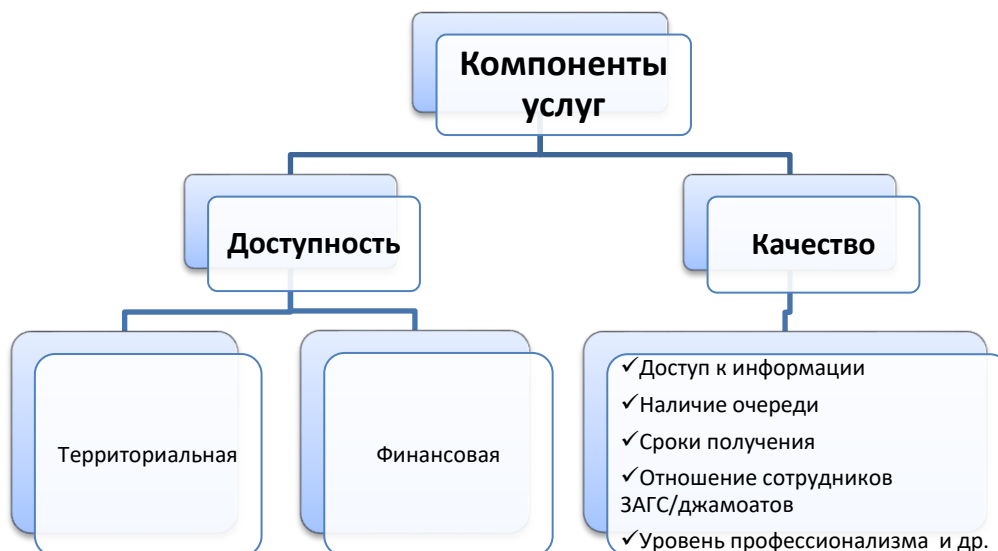 Компоненты
услуг
Доступность
Качество
Территориальная
Финансовая
✓Доступ к информации
✓Наличие очереди
✓Сроки получения
✓Отношение сотрудников
ЗАГС/джамоатов
✓Уровень профессионализма и др.